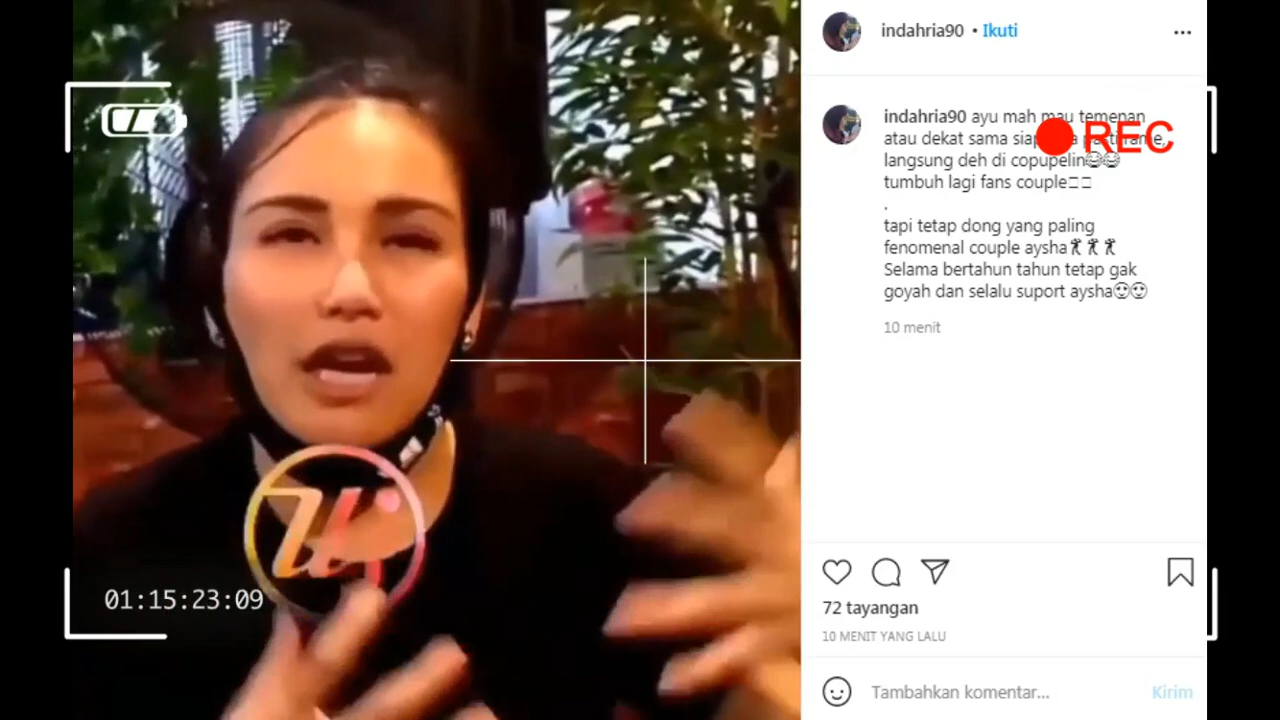 indahria90 • Ikuti
indahria90 ayu mah mau temenan
atau dekat sama
REC
langsung deh di copupelin😂😂
tumbuh lagi fans couple
.
tapi tetap dong yang paling
fenomenal couple aysha
Selama bertahun tahun tetap gak
goyah dan selalu suport aysha
10 menit
01:15:23:09
72 tayangan
10 MENIT YANG LALU
Tambahkan komentar...
Kirim